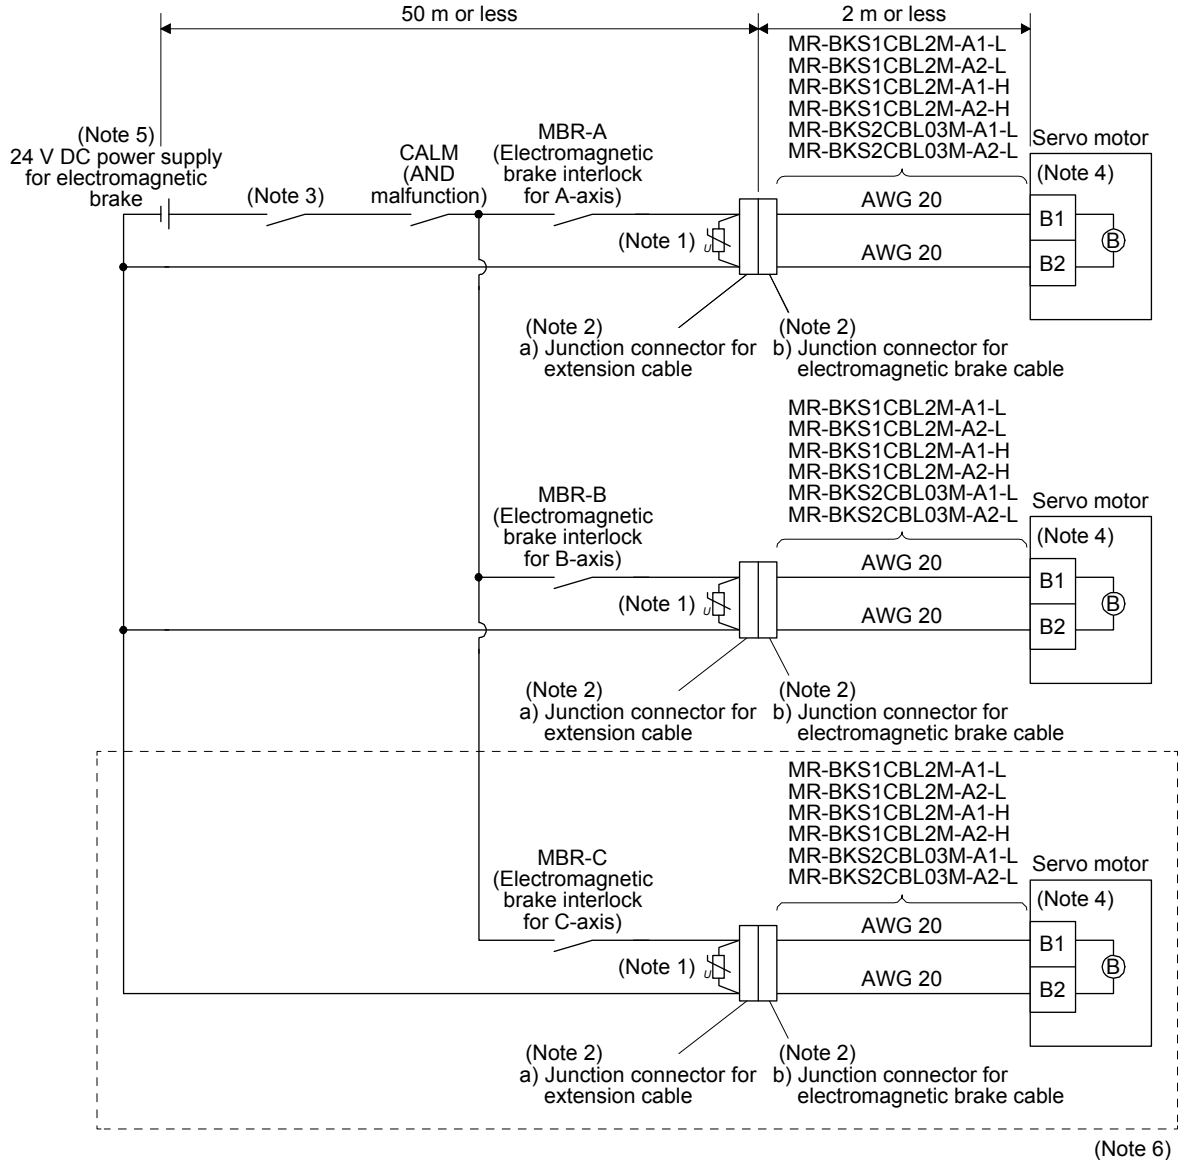 50 m or less
2 m or less
MR-BKS1CBL2M-A1-L
MR-BKS1CBL2M-A2-L
MR-BKS1CBL2M-A1-H
MR-BKS1CBL2M-A2-H
MR-BKS2CBL03M-A1-L
MR-BKS2CBL03M-A2-L
(Note 5)
24 V DC power supply
for electromagnetic
brake
(Note 3)
CALM
(AND
malfunction)
MBR-A
(Electromagnetic
brake interlock
for A-axis)
(Note 1)
U
AWG 20
AWG 20
Servo motor
(Note 4)
B1
B2
B
(Note 2)
a) Junction connector for
extension cable
(Note 2)
b) Junction connector for
electromagnetic brake cable
MR-BKS1CBL2M-A1-L
MR-BKS1CBL2M-A2-L
MR-BKS1CBL2M-A1-H
MR-BKS1CBL2M-A2-H
MR-BKS2CBL03M-A1-L
MR-BKS2CBL03M-A2-L
MBR-B
(Electromagnetic
brake interlock
for B-axis)
(Note 1)
U
AWG 20
AWG 20
Servo motor
(Note 4)
B1
B2
B
(Note 2)
a) Junction connector for
extension cable
(Note 2)
b) Junction connector for
electromagnetic brake cable
MR-BKS1CBL2M-A1-L
MR-BKS1CBL2M-A2-L
MR-BKS1CBL2M-A1-H
MR-BKS1CBL2M-A2-H
MR-BKS2CBL03M-A1-L
MR-BKS2CBL03M-A2-L
MBR-C
(Electromagnetic
brake interlock
for C-axis)
(Note 1)
U
AWG 20
AWG 20
Servo motor
(Note 4)
B1
B2
B
(Note 2)
a) Junction connector for
extension cable
(Note 2)
b) Junction connector for
electromagnetic brake cable
(Note 6)